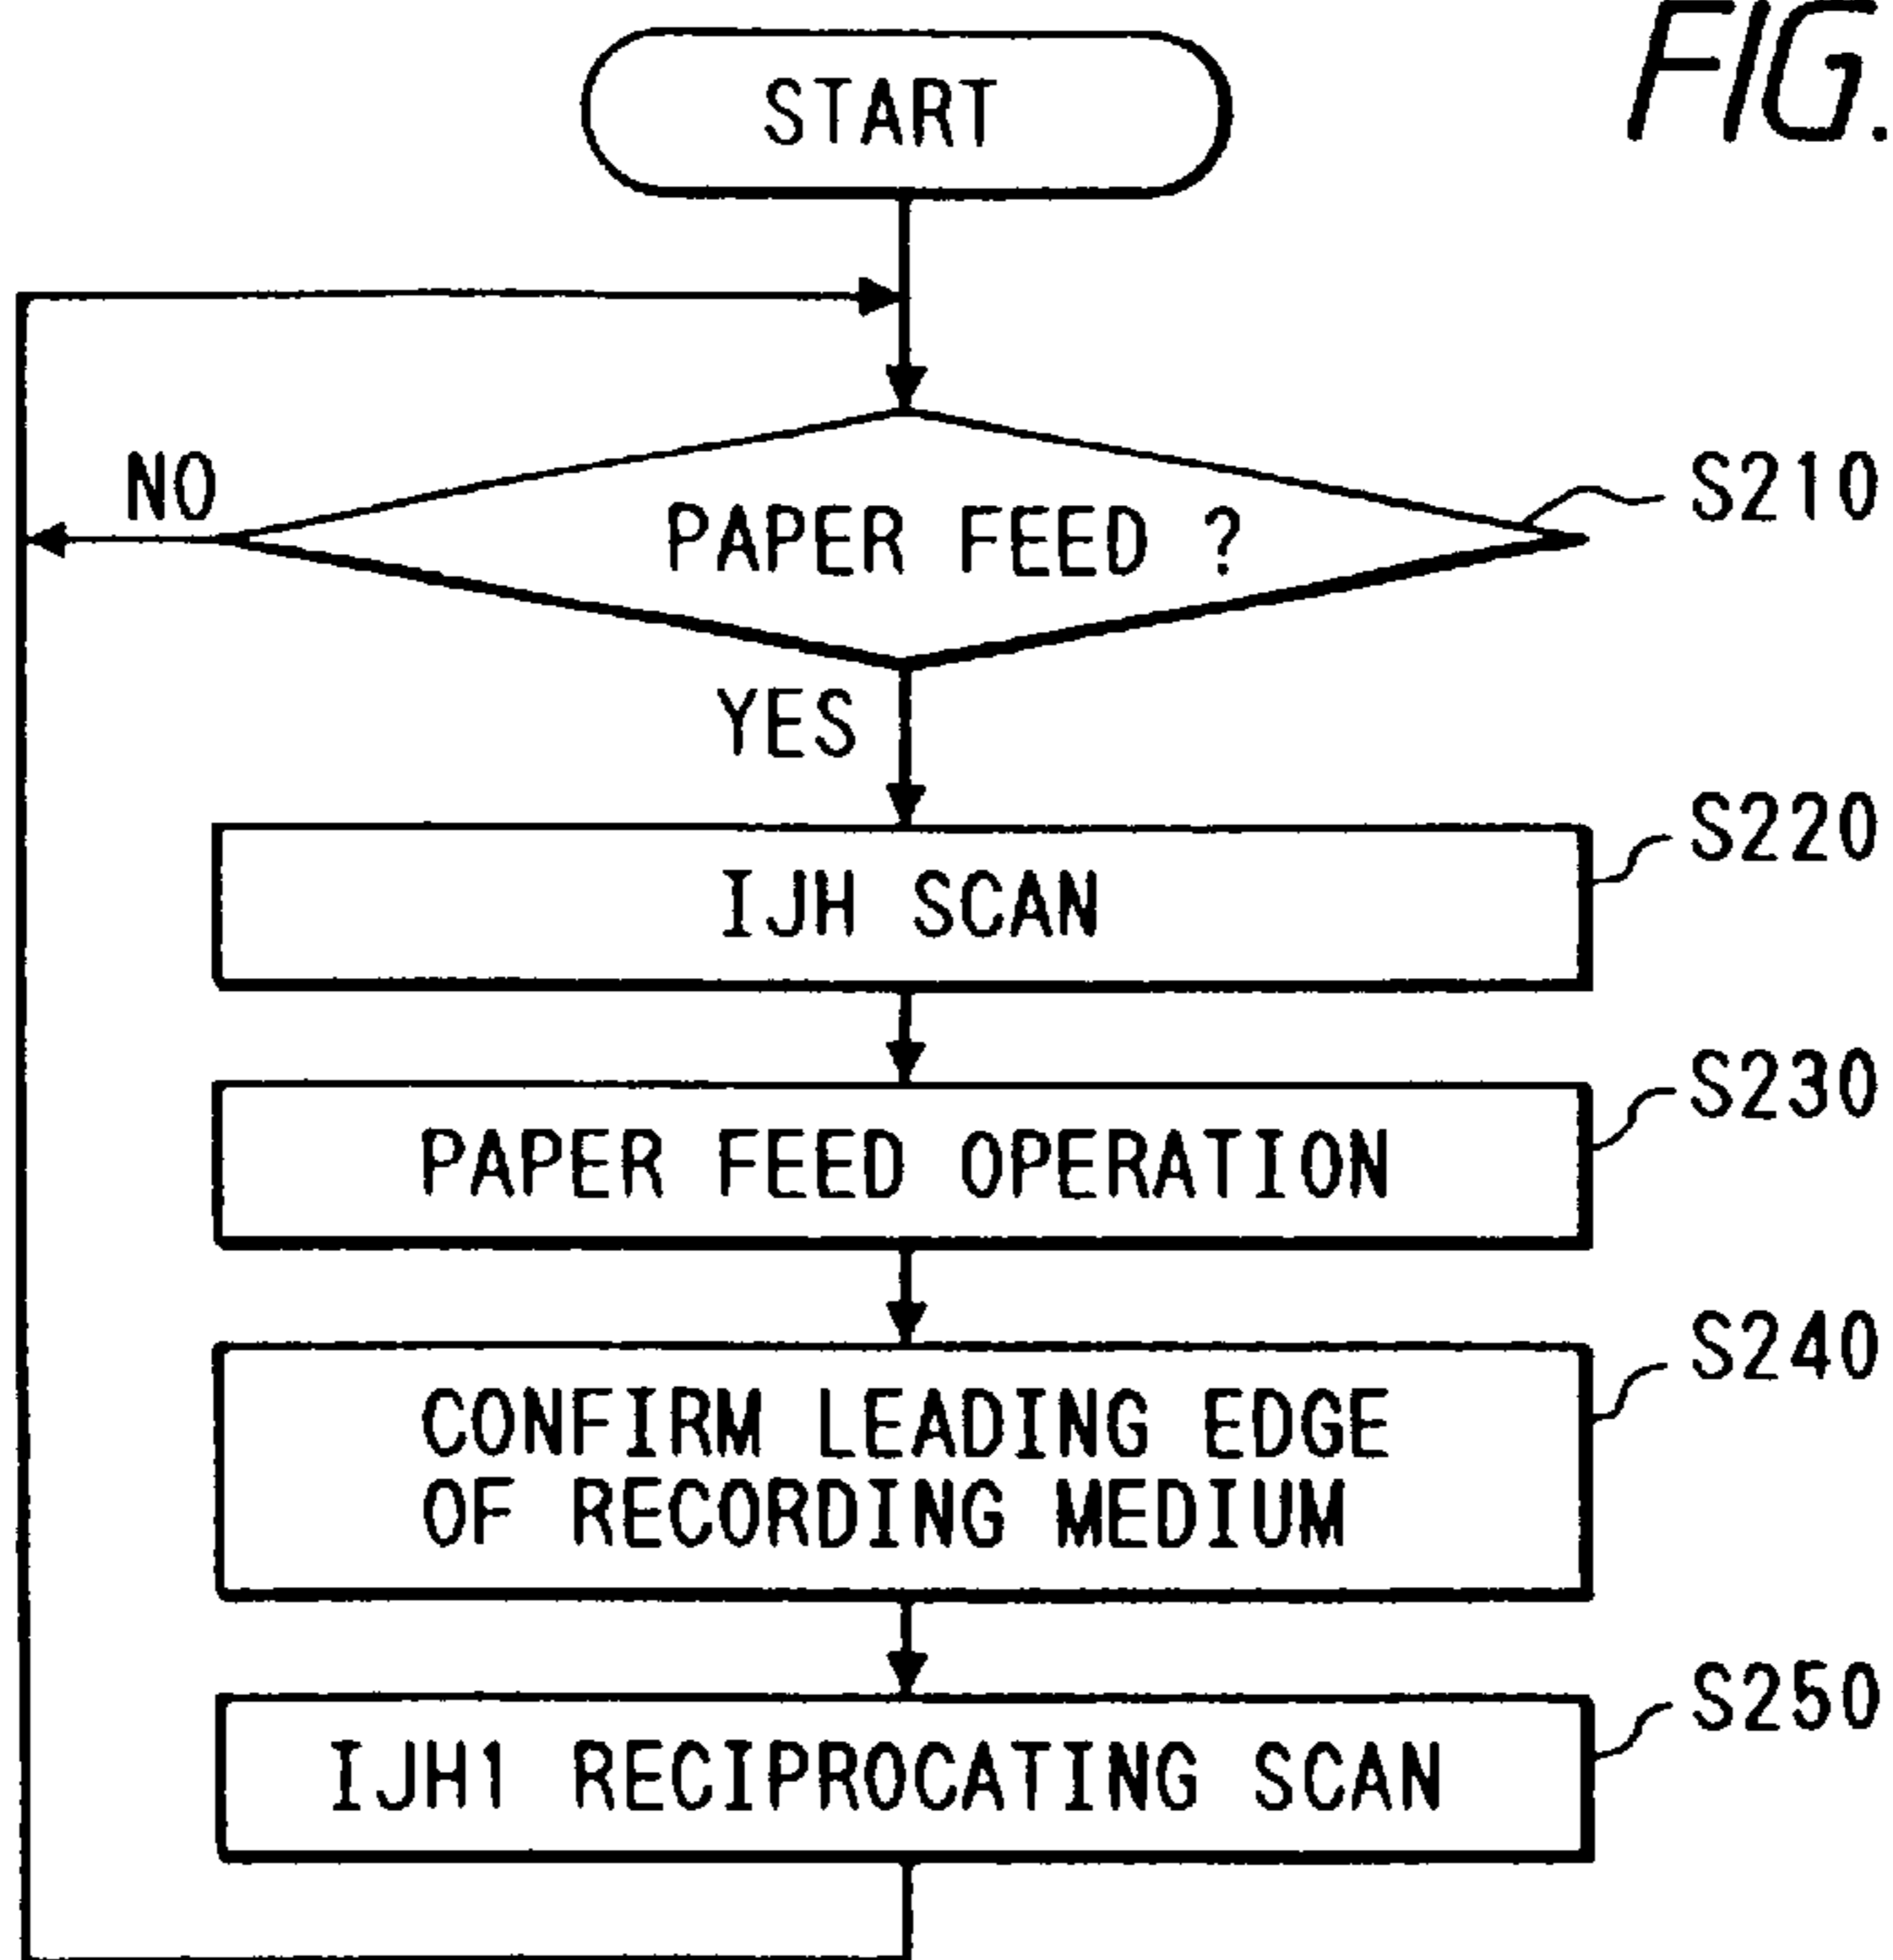 FIG.
START
NO
PAPER FEED ?
S210
YES
S220
IJH SCAN
S230
PAPER FEED OPERATION
S240
CONFIRM LEADING EDGE
OF RECORDING MEDIUM
S250
IJH1 RECIPROCATING SCAN